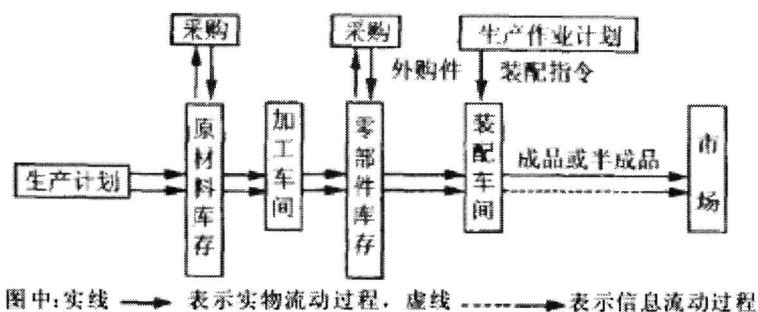 采购
采购
生产作业计划
外购件
装配指令
原材料库存
加工车间
零部件库存
装配车间
市场
生产计划
成品或半成品
图中:实线 表示实物流动过程，虚线 表示信息流动过程